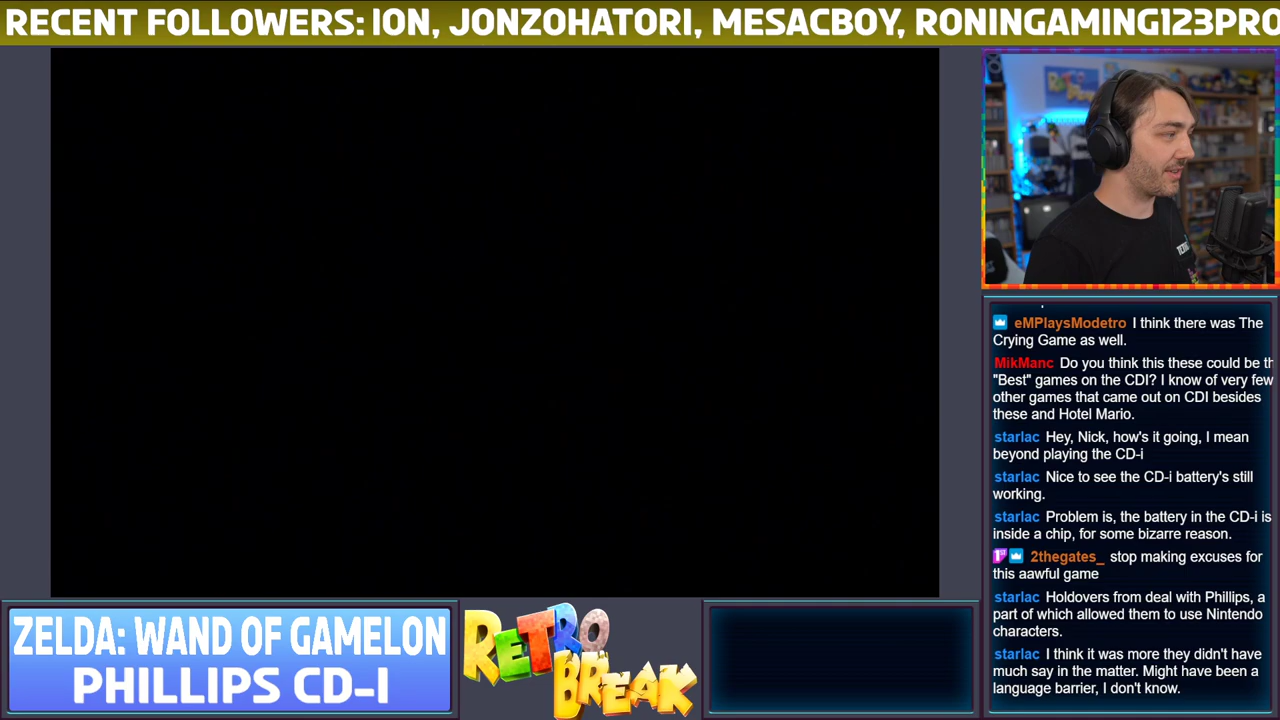 RECENT FOLLOWERS: ION, JONZOHATORI, MESACBOY, RONINGAMING123PRO
eMPlaysModetro I think there was The
Crying Game as well.
MikManc Do you think this these could be th
"Best" games on the CDI? I know of very few
other games that came out on CDI besides
these and Hotel Mario.
starlac Hey, Nick, how's it going, I mean
beyond playing the CD-i
starlac Nice to see the CD-i battery's still
working.
starlac Problem is, the battery in the CD-i is
inside a chip, for some bizarre reason.
1st 2thegates_ stop making excuses for
this aawful game
starlac Holdovers from deal with Phillips, a
part of which allowed them to use Nintendo
characters.
starlac I think it was more they didn't have
much say in the matter. Might have been a
language barrier, I don't know.
ZELDA: WAND OF GAMELON
PHILLIPS CD-I
RETRO
BREAK